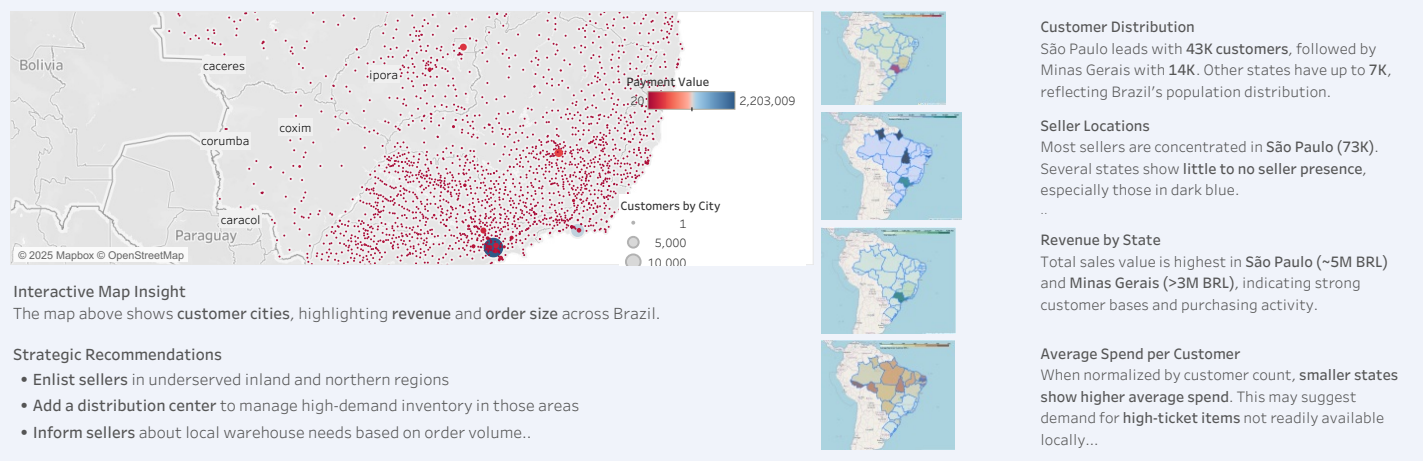 Bolivia
caceres
ipora
corumba
coxim
caracol
Paraguay
Payment Value
20
2,203,009
Customers by City
1
5,000
10,000
© 2025 Mapbox © OpenStreetMap
Interactive Map Insight
The map above shows customer cities, highlighting revenue and order size across Brazil.
Strategic Recommendations
• Enlist sellers in underserved inland and northern regions
• Add a distribution center to manage high-demand inventory in those areas
• Inform sellers about local warehouse needs based on order volume..
Customer Distribution
São Paulo leads with 43K customers, followed by
Minas Gerais with 14K. Other states have up to 7K,
reflecting Brazil's population distribution.
Seller Locations
Most sellers are concentrated in São Paulo (73K).
Several states show little to no seller presence,
especially those in dark blue.
..
Revenue by State
Total sales value is highest in São Paulo (~5M BRL)
and Minas Gerais (>3M BRL), indicating strong
customer bases and purchasing activity.
Average Spend per Customer
When normalized by customer count, smaller states
show higher average spend. This may suggest
demand for high-ticket items not readily available
locally...